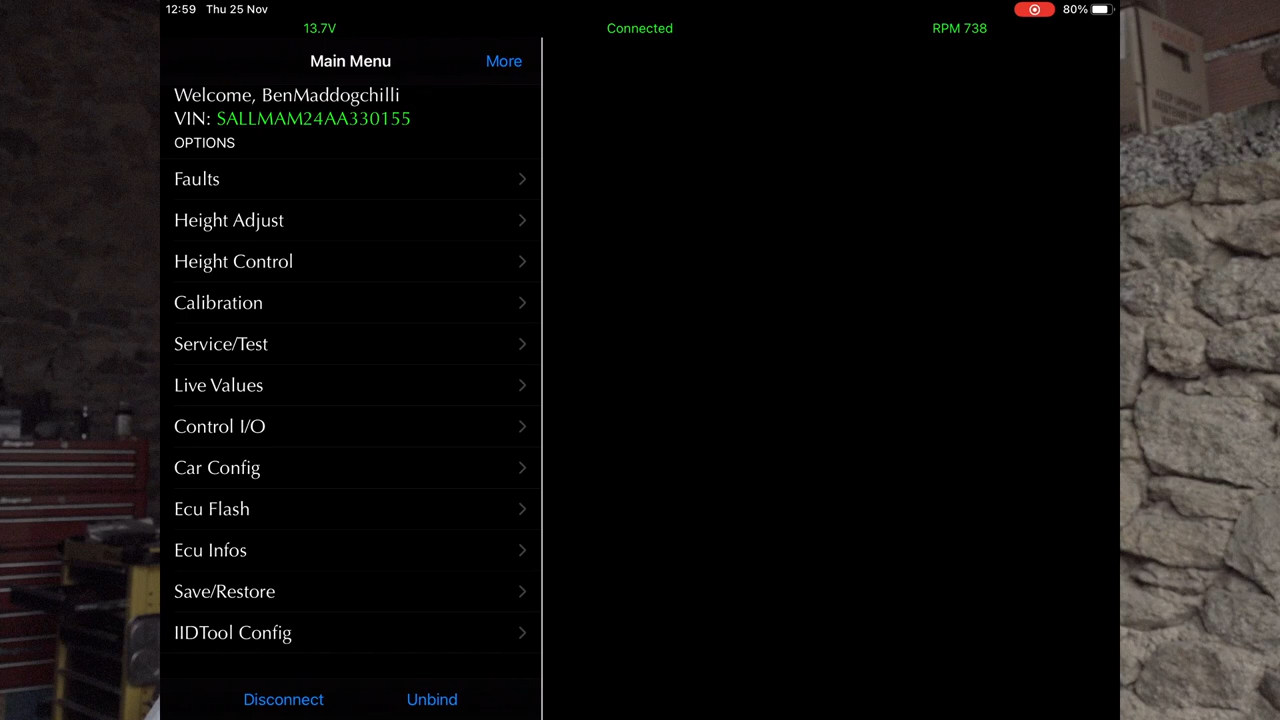 12:59 Thu 25 Nov
80%
13.7V Connected RPM 738
Main Menu More
Welcome, BenMaddogchilli
VIN: SALLMAM24AA330155
OPTIONS
Faults
Height Adjust
Height Control
Calibration
Service/Test
Live Values
Control I/O
Car Config
Ecu Flash
Ecu Infos
Save/Restore
IIDTool Config
Disconnect Unbind